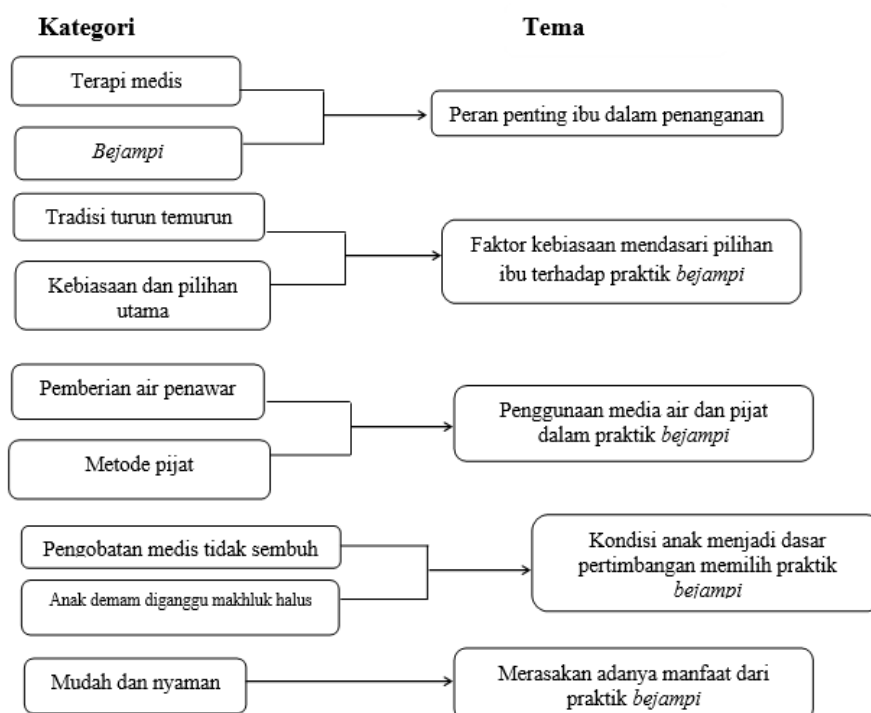 Kategori
Tema
Terapi medis
Bejampi
Peran penting ibu dalam penanganan
Tradisi turun temurun
Kebiasaan dan pilihan
utama
Faktor kebiasaan mendasari pilihan
ibu terhadap praktik bejampi
Pemberian air penawar
Metode pijat
Penggunaan media air dan pijat
dalam praktik bejampi
Pengobatan medis tidak sembuh
Anak demam diganggu makhluk halus
Kondisi anak menjadi dasar
pertimbangan memilih praktik
bejampi
Mudah dan nyaman
Merasakan adanya manfaat dari
praktik bejampi